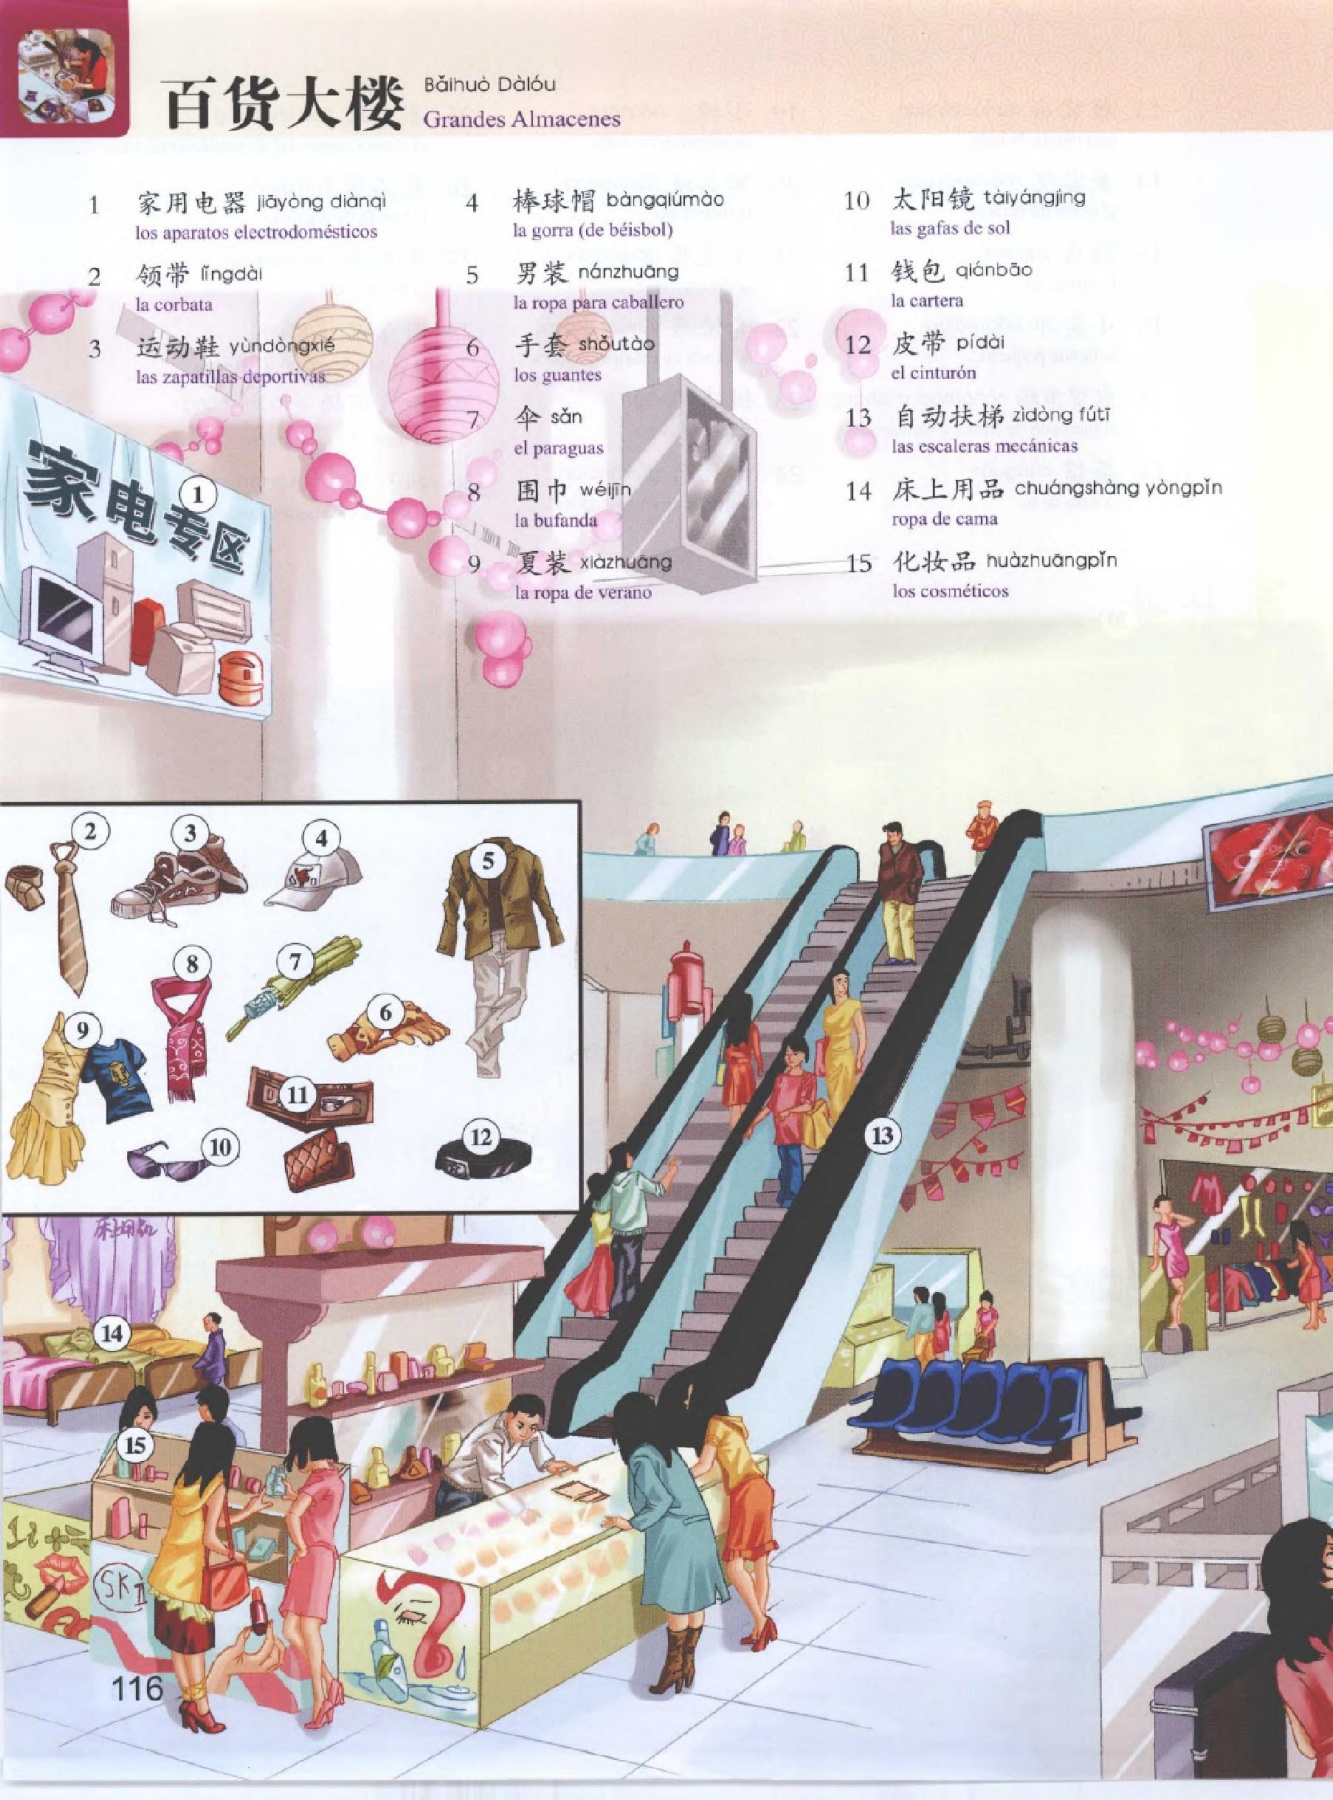 百货大楼 Bǎihuò Dàlóu
Grandes Almacenes
1 家用电器 jiāyòng diànqì
los aparatos electrodomésticos
2 领带 lǐngdài
la corbata
3 运动鞋 yùndòngxié
las zapatillas deportivas
4 棒球帽 bàngqiúmào
la gorra (de béisbol)
5 男装 nánzhuāng
la ropa para caballero
6 手套 shǒutào
los guantes
7 伞 sǎn
el paraguas
8 围巾 wéijīn
la bufanda
9 夏装 xiàzhuāng
la ropa de verano
10 太阳镜 tàiyángjìng
las gafas de sol
11 钱包 qiánbāo
la cartera
12 皮带 pídài
el cinturón
13 自动扶梯 zìdòng fútī
las escaleras mecánicas
14 床上用品 chuángshàng yòngpǐn
ropa de cama
15 化妆品 huàzhuāngpǐn
los cosméticos
家电专区
1
2
3
4
5
6
7
8
9
10
11
12
13
14
15
SK
116